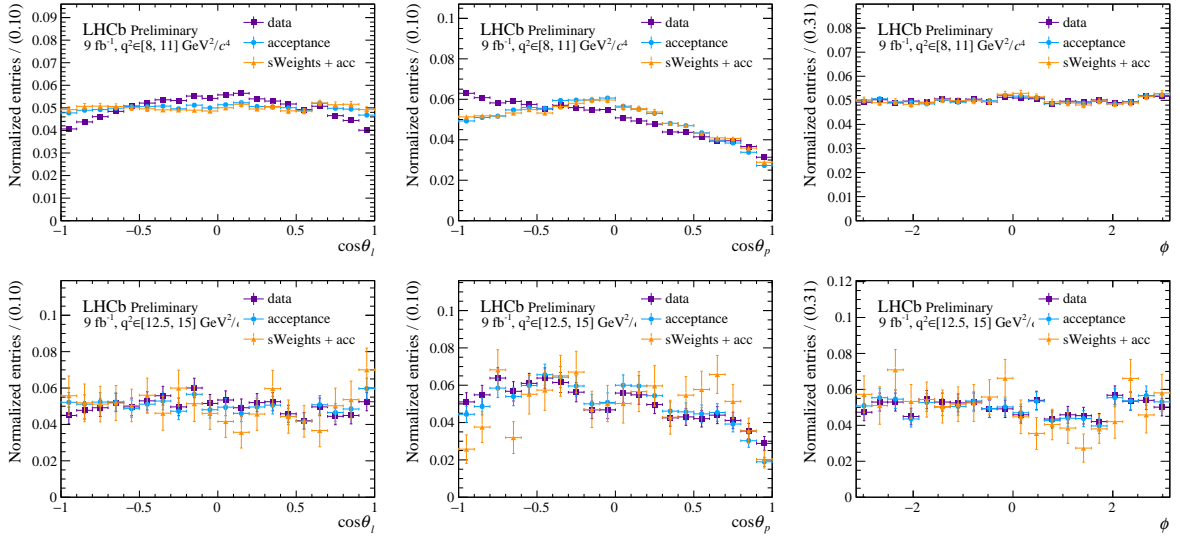 Normalized entries / (0.10)
0.09
0.08
0.07
0.06
0.05
0.04
0.03
0.02
0.01
0
LHCb Preliminary
9 fb⁻¹, q²∈[8, 11] GeV²/c⁴
data
acceptance
sWeights + acc
−1
−0.5
0
0.5
1
cosθ_l
Normalized entries / (0.10)
0.1
0.08
0.06
0.04
0.02
0
LHCb Preliminary
9 fb⁻¹, q²∈[8, 11] GeV²/c⁴
data
acceptance
sWeights + acc
−1
−0.5
0
0.5
1
cosθ_p
Normalized entries / (0.31)
0.08
0.07
0.06
0.05
0.04
0.03
0.02
0.01
0
LHCb Preliminary
9 fb⁻¹, q²∈[8, 11] GeV²/c⁴
data
acceptance
sWeights + acc
−2
0
2
ϕ
Normalized entries / (0.10)
0.1
0.08
0.06
0.04
0.02
0
LHCb Preliminary
9 fb⁻¹, q²∈[12.5, 15] GeV²/
data
acceptance
sWeights + acc
−1
−0.5
0
0.5
1
cosθ_l
Normalized entries / (0.10)
0.1
0.08
0.06
0.04
0.02
0
LHCb Preliminary
9 fb⁻¹, q²∈[12.5, 15] GeV²/
data
acceptance
sWeights + acc
−1
−0.5
0
0.5
1
cosθ_p
Normalized entries / (0.31)
0.12
0.1
0.08
0.06
0.04
0.02
0
LHCb Preliminary
9 fb⁻¹, q²∈[12.5, 15] GeV²/
data
acceptance
sWeights + acc
−2
0
2
ϕ